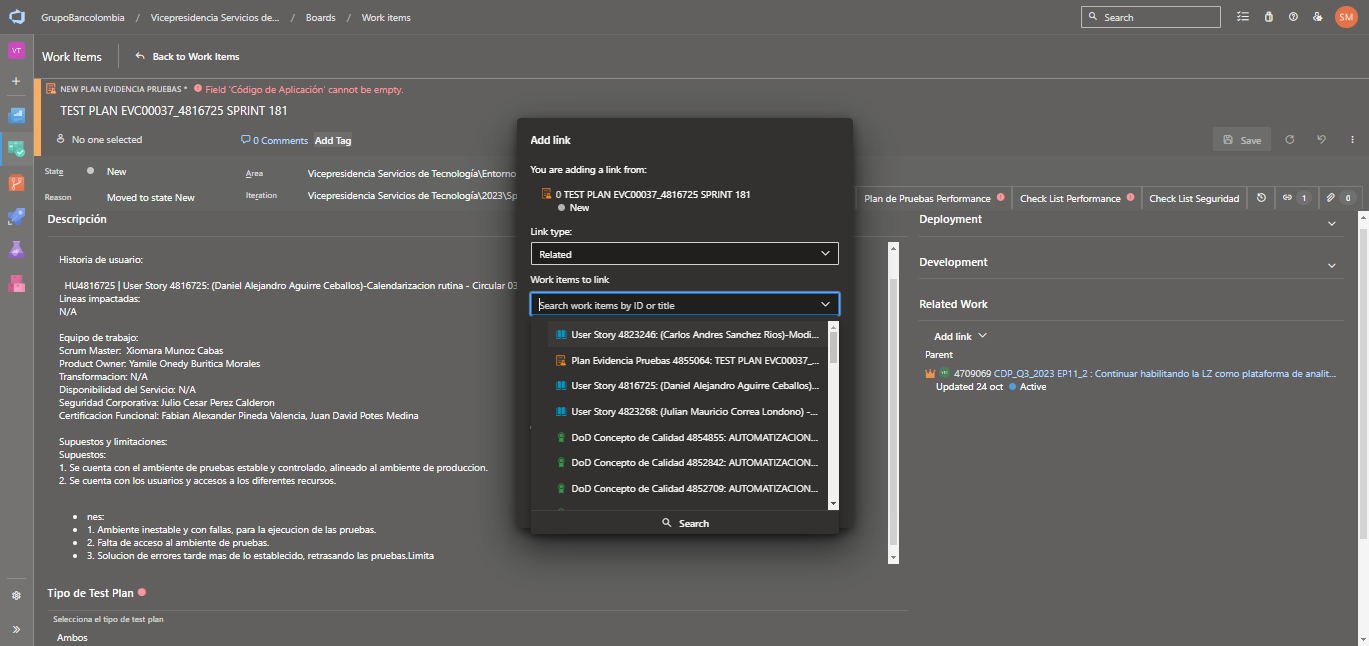 GrupoBancolombia / Vicepresidencia Servicios de... / Boards / Work items
Search
SM
VT
Work Items
Back to Work Items
NEW PLAN EVIDENCIA PRUEBAS * Field 'Código de Aplicación' cannot be empty.
TEST PLAN EVC00037_4816725 SPRINT 181
No one selected
0 Comments
Add Tag
Save
State
New
Area
Vicepresidencia Servicios de Tecnología\Entorno
Reason
Moved to state New
Iteration
Vicepresidencia Servicios de Tecnología\2023\Sp
Plan de Pruebas Performance
Check List Performance
Check List Seguridad
1
0
Descripción
Historia de usuario:
HU4816725 | User Story 4816725: (Daniel Alejandro Aguirre Ceballos)-Calendarizacion rutina - Circular 03
Lineas impactadas:
N/A
Equipo de trabajo:
Scrum Master: Xiomara Munoz Cabas
Product Owner: Yamile Onedy Buritica Morales
Transformacion: N/A
Disponibilidad del Servicio: N/A
Seguridad Corporativa: Julio Cesar Perez Calderon
Certificacion Funcional: Fabian Alexander Pineda Valencia, Juan David Potes Medina
Supuestos y limitaciones:
Supuestos:
1. Se cuenta con el ambiente de pruebas estable y controlado, alineado al ambiente de produccion.
2. Se cuenta con los usuarios y accesos a los diferentes recursos.
• nes:
• 1. Ambiente inestable y con fallas, para la ejecucion de las pruebas.
• 2. Falta de acceso al ambiente de pruebas.
• 3. Solucion de errores tarde mas de lo establecido, retrasando las pruebas.Limita
Tipo de Test Plan
Selecciona el tipo de test plan
Ambos
Add link
You are adding a link from:
0 TEST PLAN EVC00037_4816725 SPRINT 181
New
Link type:
Related
Work items to link
Search work items by ID or title
User Story 4823246: (Carlos Andres Sanchez Rios)-Modi...
Plan Evidencia Pruebas 4855064: TEST PLAN EVC00037_...
User Story 4816725: (Daniel Alejandro Aguirre Ceballos)...
User Story 4823268: (Julian Mauricio Correa Londono) -...
DoD Concepto de Calidad 4854855: AUTOMATIZACION...
DoD Concepto de Calidad 4852842: AUTOMATIZACION...
DoD Concepto de Calidad 4852709: AUTOMATIZACION...
Search
Deployment
Development
Related Work
Add link
Parent
4709069 CDP_Q3_2023 EP11_2 : Continuar habilitando la LZ como plataforma de analit...
Updated 24 oct Active